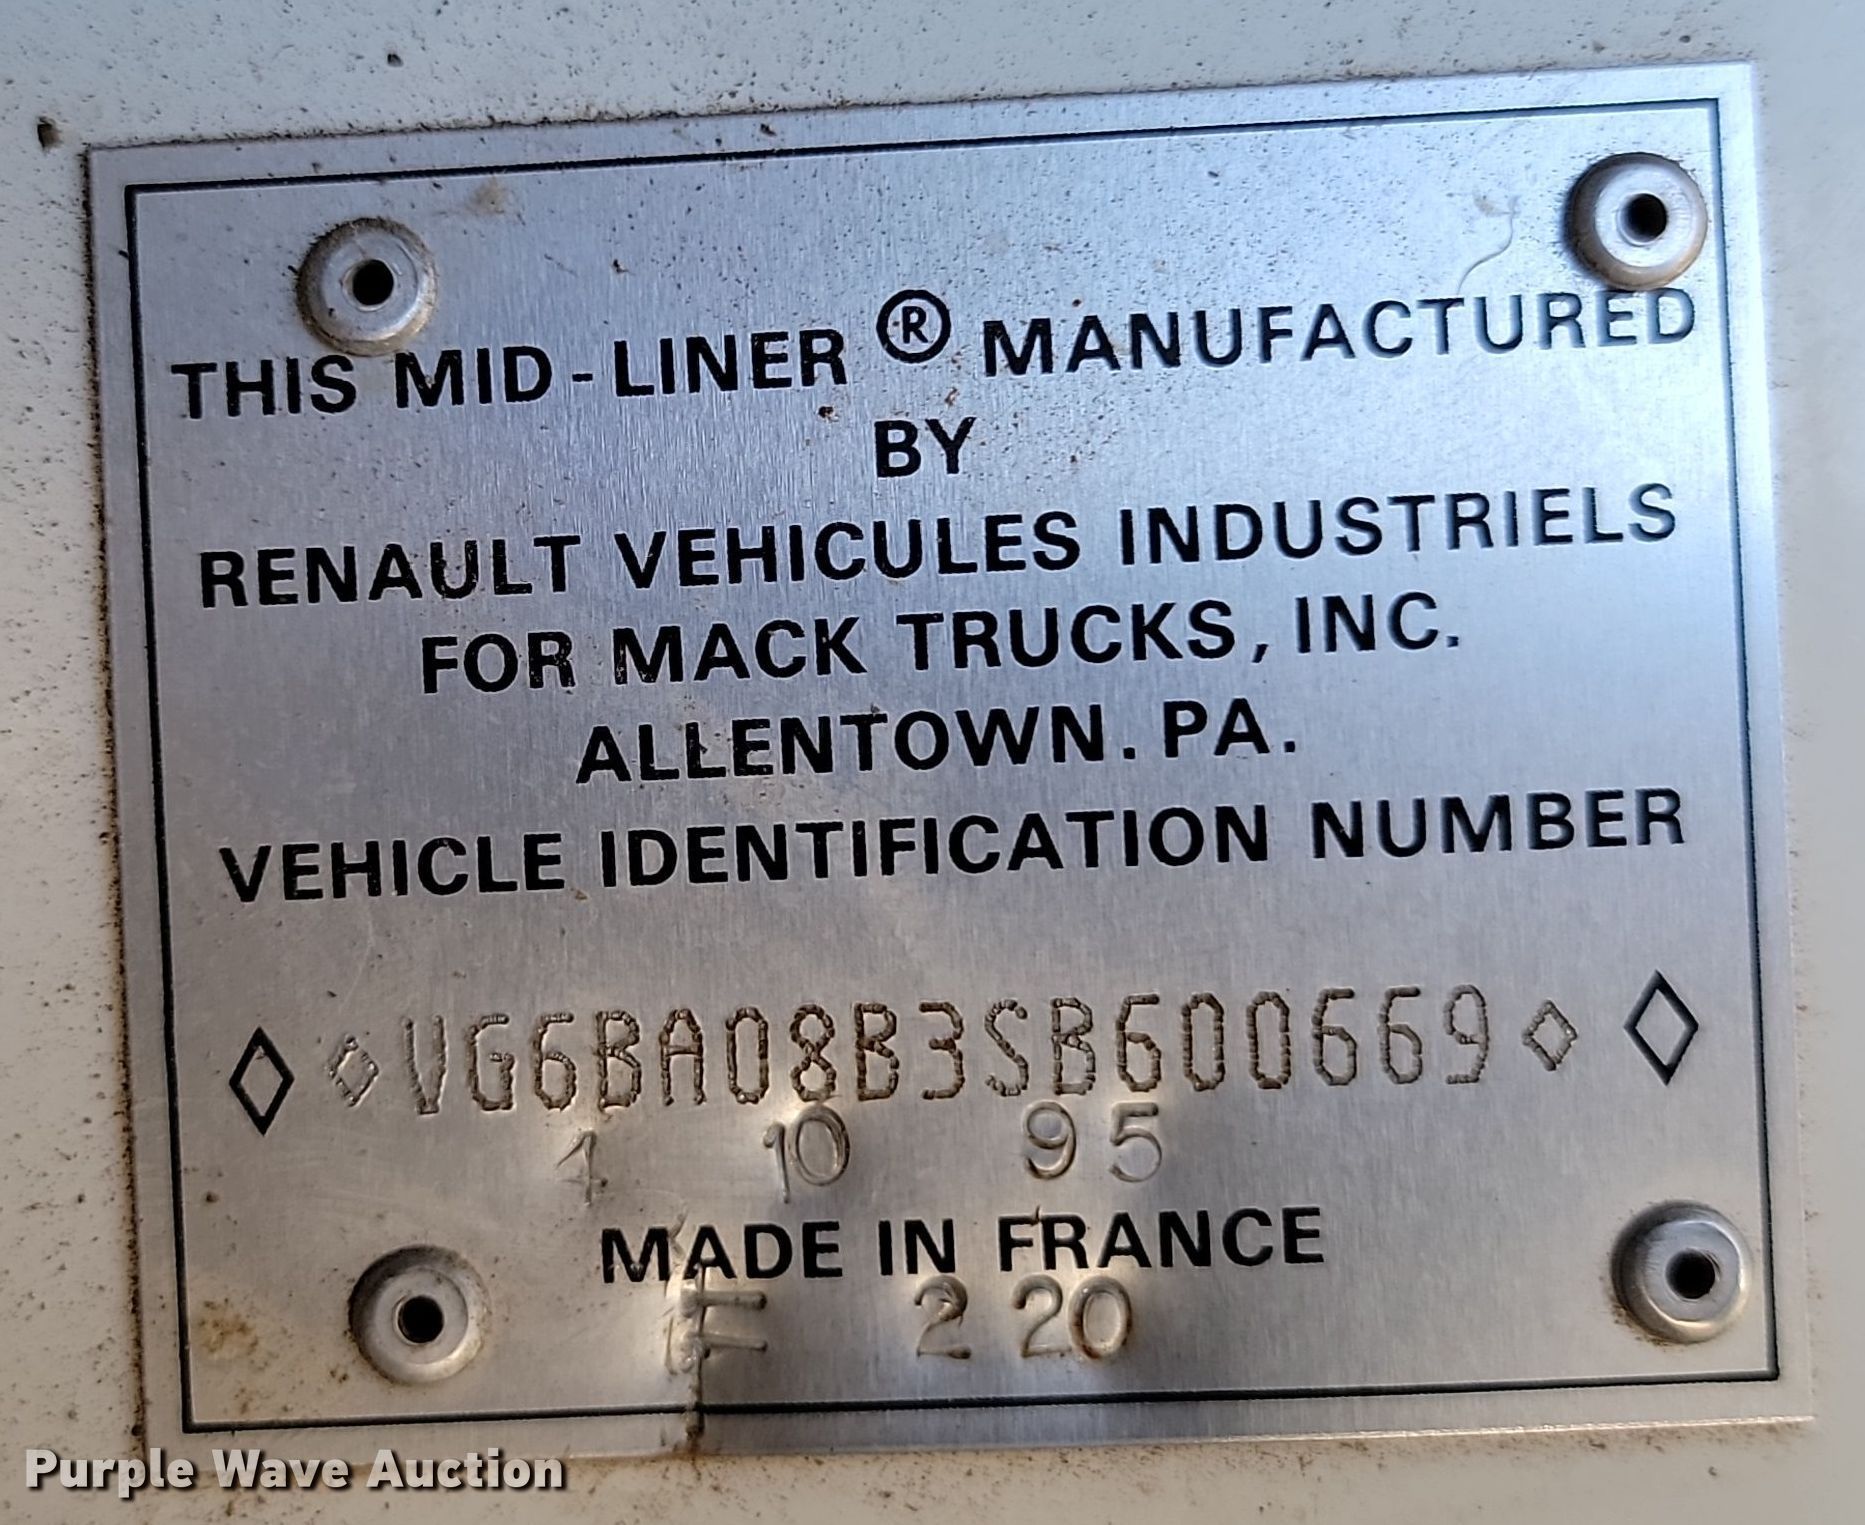 THIS MID-LINER ® MANUFACTURED
BY
RENAULT VEHICULES INDUSTRIELS
FOR MACK TRUCKS, INC.
ALLENTOWN. PA.
VEHICLE IDENTIFICATION NUMBER
◇ ◇VG6BA08B3SB600669◇ ◇
1 10 95
MADE IN FRANCE
F 2 20
Purple Wave Auction